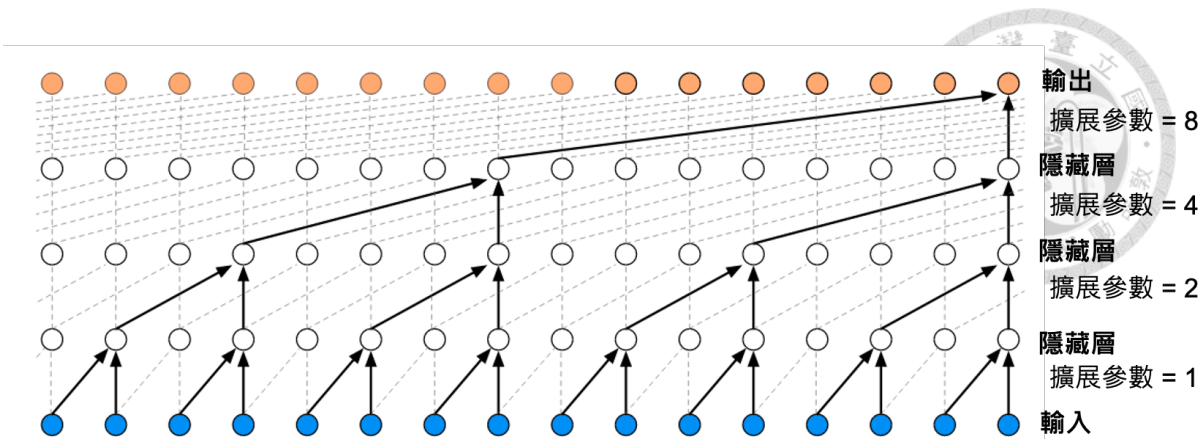 輸出
擴展參數 = 8
隱藏層
擴展參數 = 4
隱藏層
擴展參數 = 2
隱藏層
擴展參數 = 1
輸入